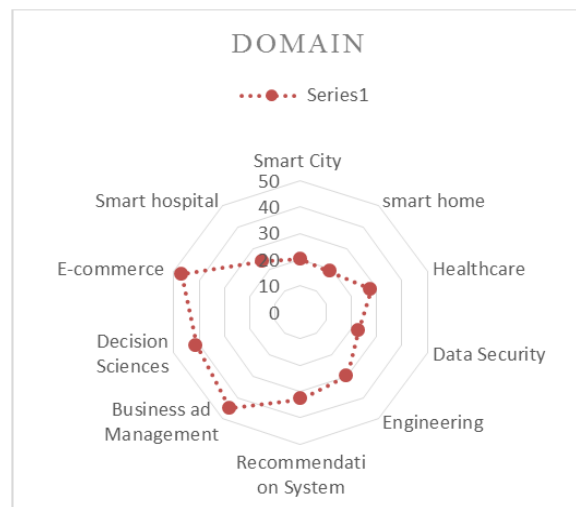 DOMAIN
Series1
Smart City
50
40
30
20
10
0
smart home
Healthcare
Data Security
Engineering
Recommendati
on System
Business ad
Management
Decision
Sciences
E-commerce
Smart hospital